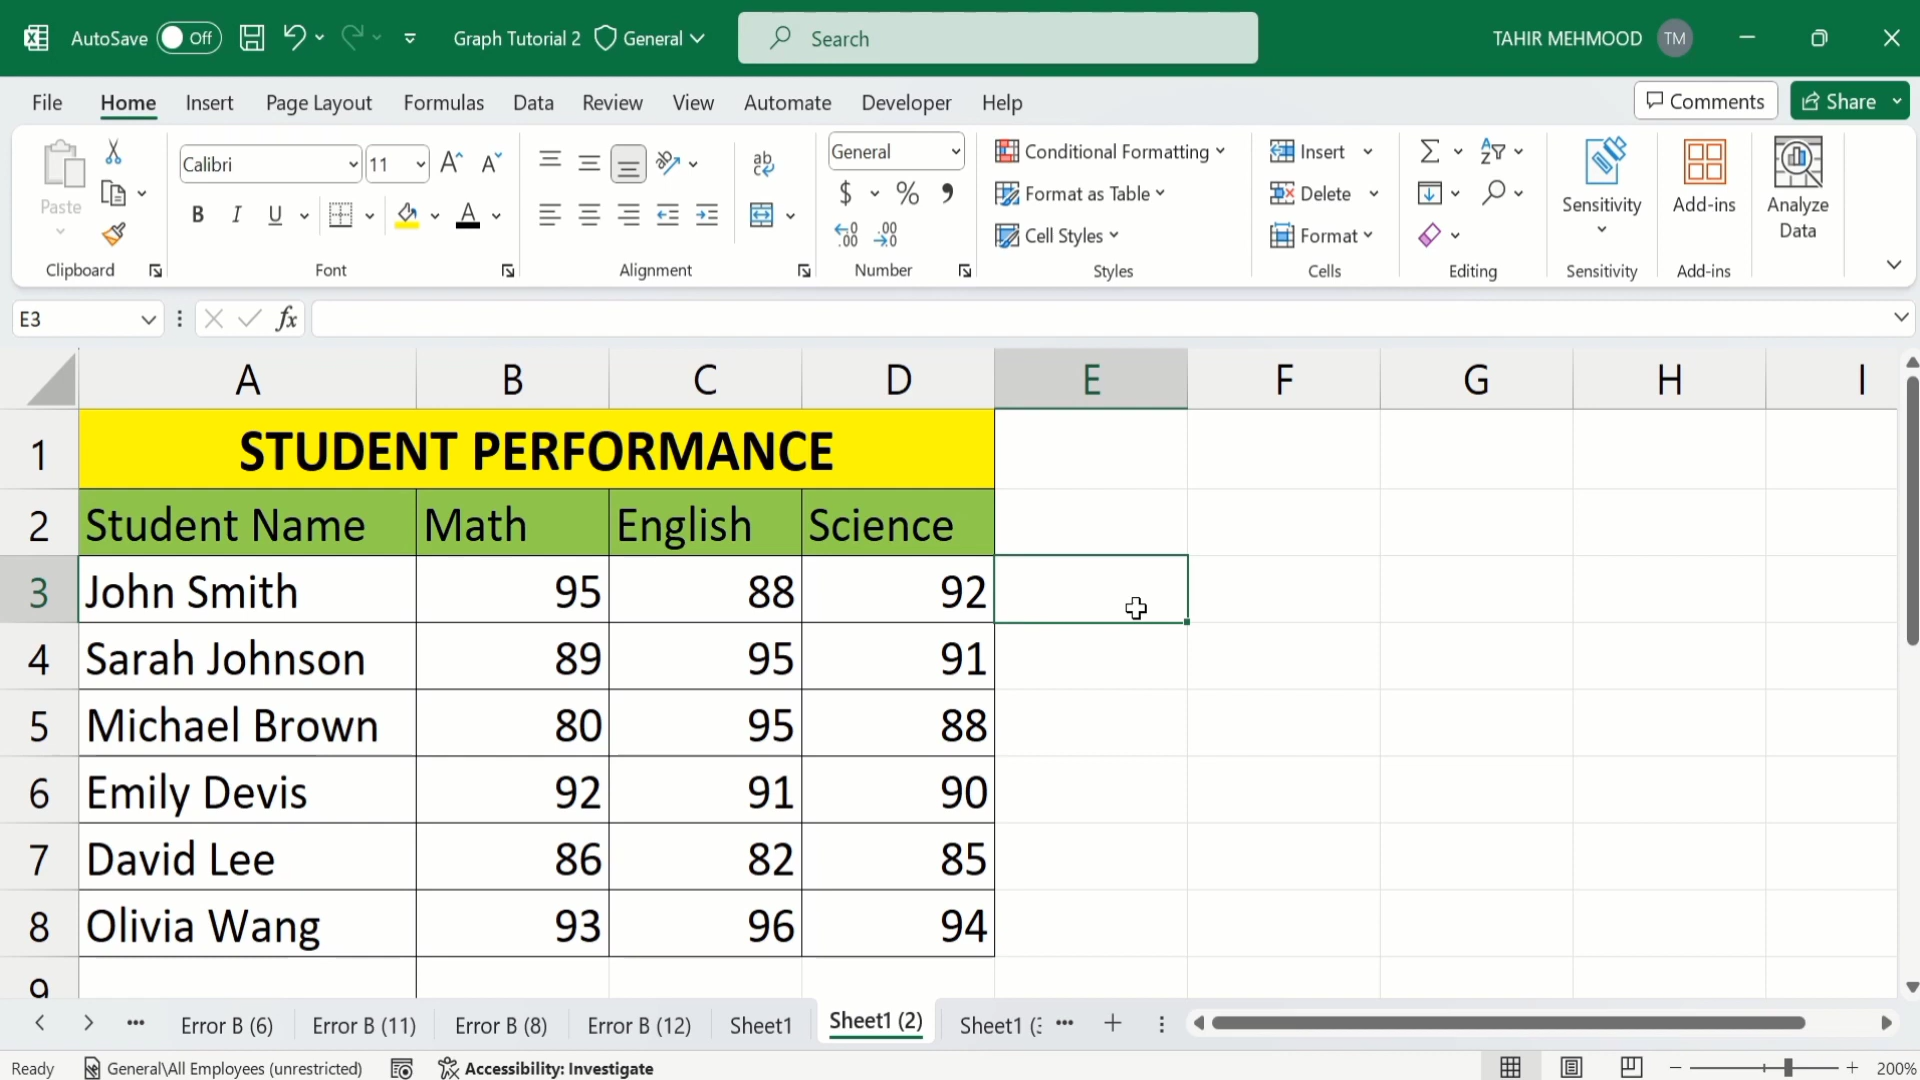 AutoSave Off Graph Tutorial 2 General Search TAHIR MEHMOOD TM
File Home Insert Page Layout Formulas Data Review View Automate Developer Help Comments Share
Paste Calibri 11 General Conditional Formatting Insert Sensitivity Add-ins Analyze Data
B I U A ab c $ % , Format as Table Delete
.00 .00 Cell Styles Format
Clipboard Font Alignment Number Styles Cells Editing Sensitivity Add-ins
E3 fx
A B C D E F G H I
1 STUDENT PERFORMANCE
2 Student Name Math English Science
3 John Smith 95 88 92
4 Sarah Johnson 89 95 91
5 Michael Brown 80 95 88
6 Emily Devis 92 91 90
7 David Lee 86 82 85
8 Olivia Wang 93 96 94
9
Error B (6) Error B (11) Error B (8) Error B (12) Sheet1 Sheet1 (2) Sheet1 (3
Ready General\All Employees (unrestricted) Accessibility: Investigate 200%